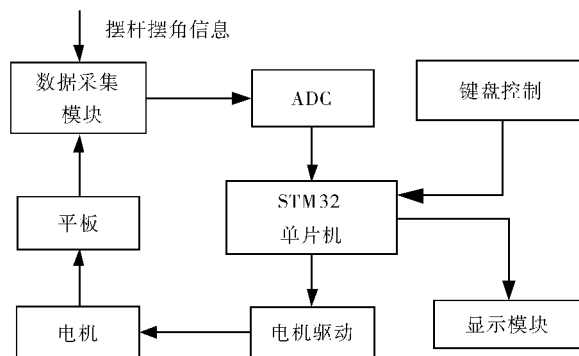 摆杆摆角信息
数据采集
模块
ADC
键盘控制
STM32
单片机
平板
电机
电机驱动
显示模块